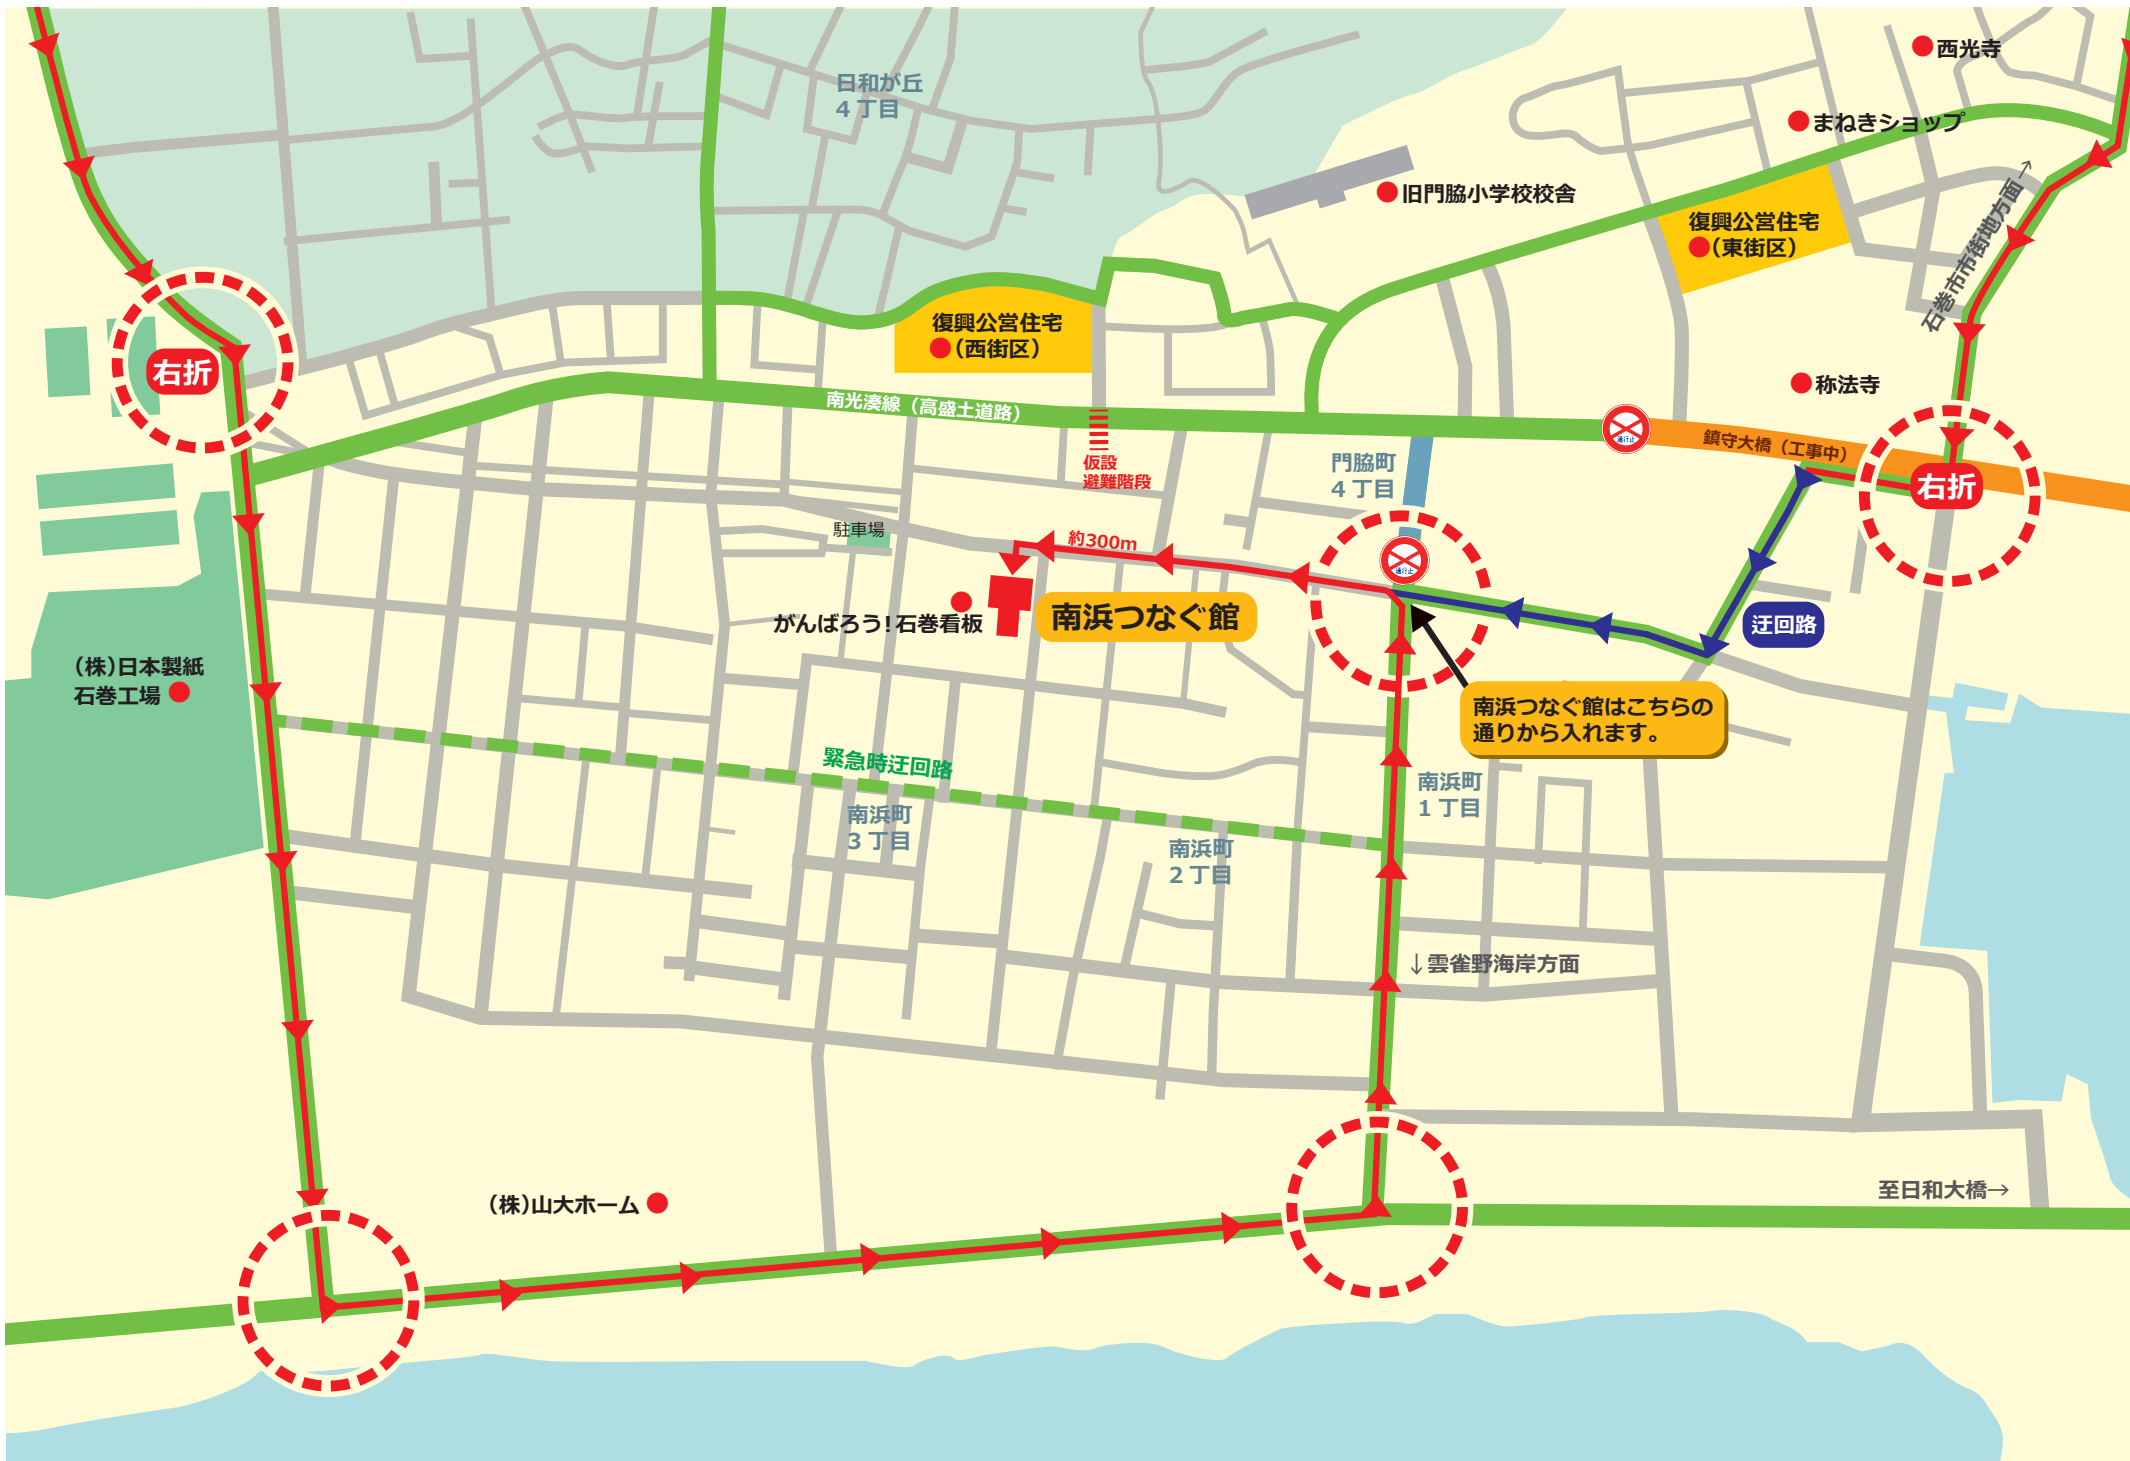 西光寺
日和が丘
4 丁目
まねきショップ
旧門脇小学校校舎
復興公営住宅
(東街区)
石巻市市街地方面→
復興公営住宅
(西街区)
右折
称法寺
南光湊線（高盛土道路）
鎮守大橋（工事中）
通行止
仮設
避難階段
門脇町
4 丁目
右折
駐車場
約300m
通行止
がんばろう!石巻看板
南浜つなぐ館
迂回路
(株)日本製紙
石巻工場
南浜つなぐ館はこちらの
通りから入れます。
緊急時迂回路
南浜町
1 丁目
南浜町
3 丁目
南浜町
2 丁目
↓雲雀野海岸方面
(株)山大ホーム
至日和大橋→